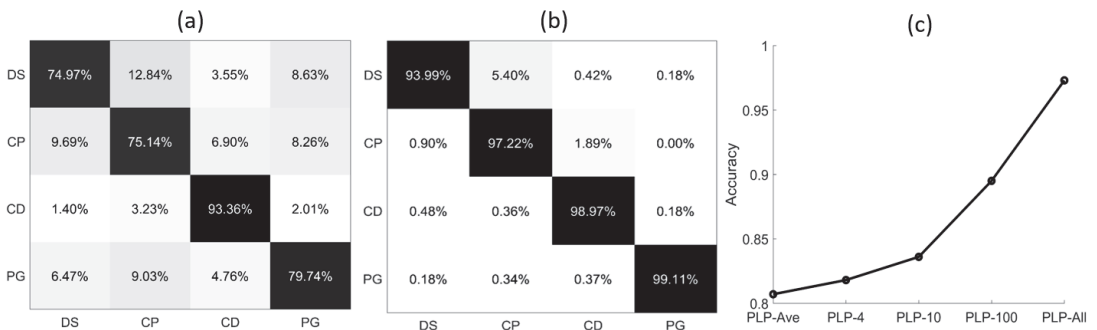 (a)
DS 74.97% 12.84% 3.55% 8.63%
CP 9.69% 75.14% 6.90% 8.26%
CD 1.40% 3.23% 93.36% 2.01%
PG 6.47% 9.03% 4.76% 79.74%
DS CP CD PG
(b)
DS 93.99% 5.40% 0.42% 0.18%
CP 0.90% 97.22% 1.89% 0.00%
CD 0.48% 0.36% 98.97% 0.18%
PG 0.18% 0.34% 0.37% 99.11%
DS CP CD PG
(c)
Accuracy
1
0.95
0.9
0.85
0.8
PLP-Ave PLP-4 PLP-10 PLP-100 PLP-All